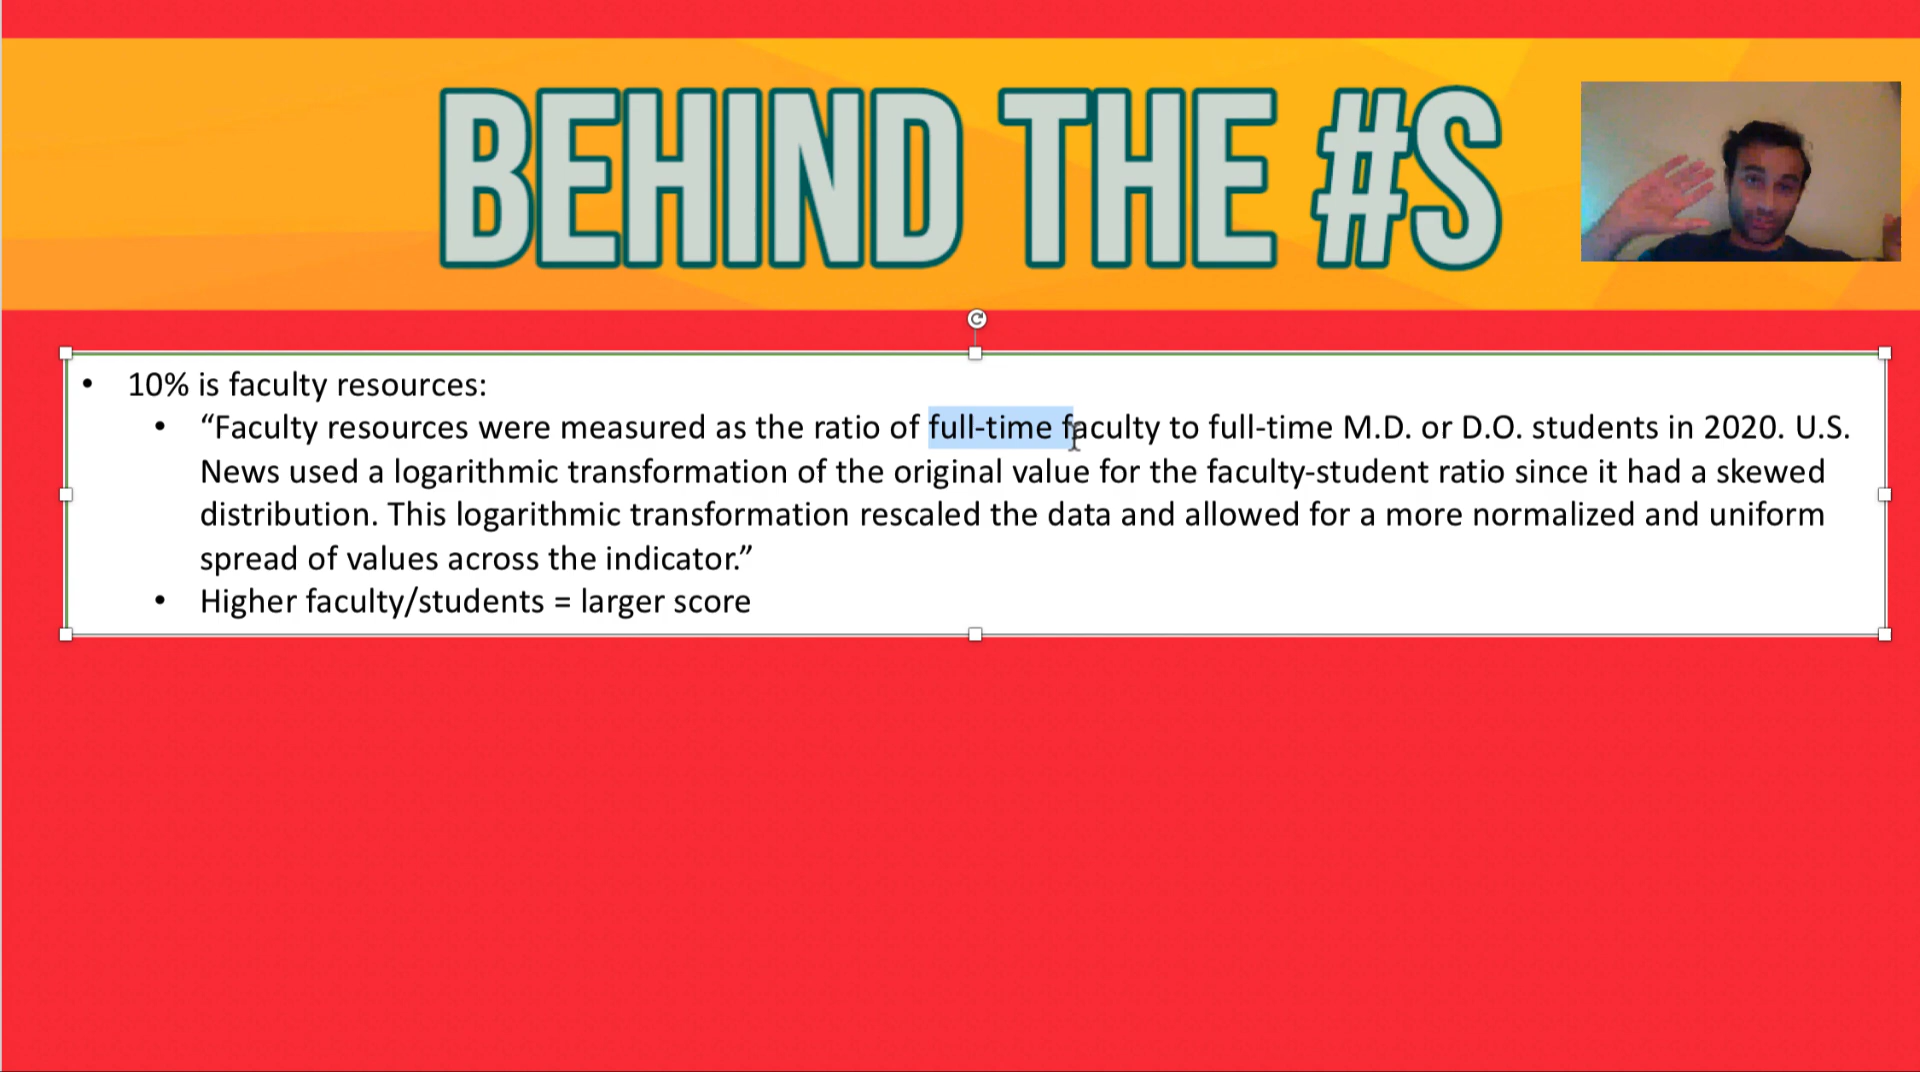 BEHIND THE #S
• 10% is faculty resources:
• “Faculty resources were measured as the ratio of full-time faculty to full-time M.D. or D.O. students in 2020. U.S.
News used a logarithmic transformation of the original value for the faculty-student ratio since it had a skewed
distribution. This logarithmic transformation rescaled the data and allowed for a more normalized and uniform
spread of values across the indicator.”
• Higher faculty/students = larger score